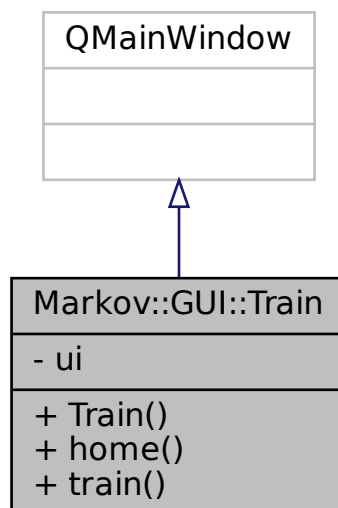 QMainWindow
Markov::GUI::Train
- ui
+ Train()
+ home()
+ train()